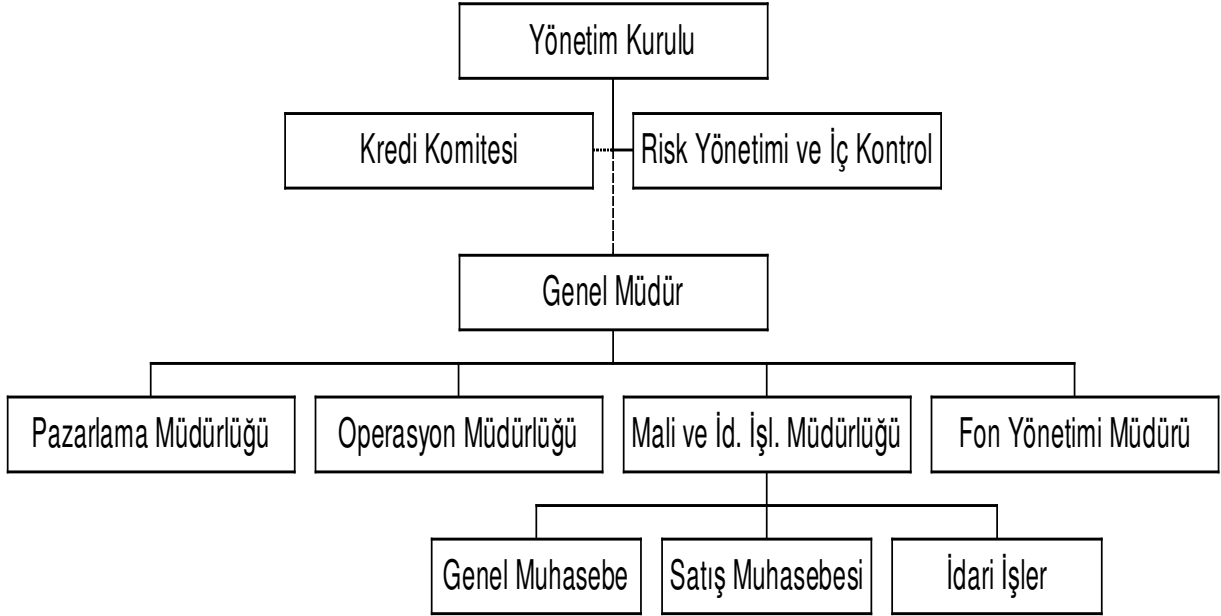 Yönetim Kurulu
Kredi Komitesi
Risk Yönetimi ve İç Kontrol
Genel Müdür
Pazarlama Müdürlüğü
Operasyon Müdürlüğü
Mali ve İd. İşl. Müdürlüğü
Fon Yönetimi Müdürü
Genel Muhasebe
Satış Muhasebesi
İdari İşler